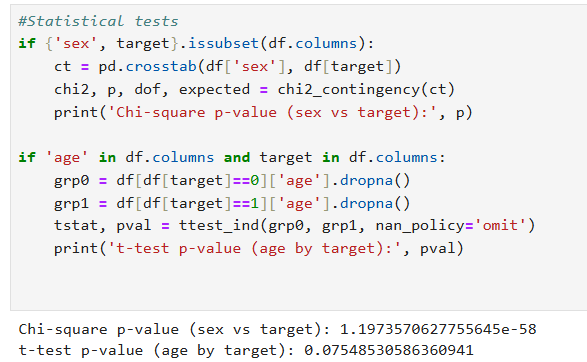 #Statistical tests
if {'sex', target}.issubset(df.columns):
    ct = pd.crosstab(df['sex'], df[target])
    chi2, p, dof, expected = chi2_contingency(ct)
    print('Chi-square p-value (sex vs target):', p)

if 'age' in df.columns and target in df.columns:
    grp0 = df[df[target]==0]['age'].dropna()
    grp1 = df[df[target]==1]['age'].dropna()
    tstat, pval = ttest_ind(grp0, grp1, nan_policy='omit')
    print('t-test p-value (age by target):', pval)

Chi-square p-value (sex vs target): 1.1973570627755645e-58
t-test p-value (age by target): 0.07548530586360941